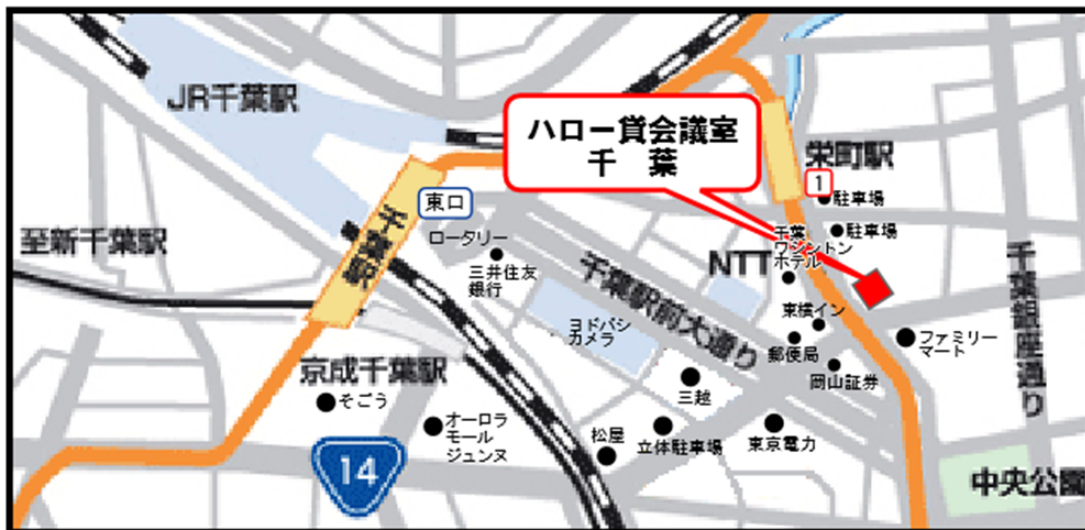 JR千葉駅
ハロー貸会議室
千 葉
栄町駅
1
駐車場
駐車場
東口
千葉駅
ロータリー
三井住友
銀行
至新千葉駅
千葉
ワシントン
ホテル
NTT
千葉駅前大通り
千葉銀座通り
ヨドバシ
カメラ
東横イン
郵便局
ファミリー
マート
岡山証券
京成千葉駅
そごう
三越
オーロラ
モール
ジュンヌ
松屋
立体駐車場
東京電力
14
中央公園